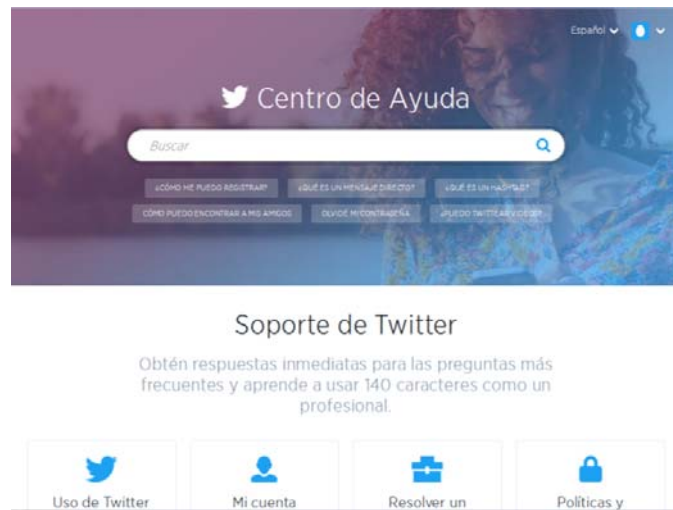 Español
Centro de Ayuda
Buscar
¿CÓMO ME PUEDO REGISTRAR? ¿QUÉ ES UN MENSAJE DIRECTO? ¿QUÉ ES UN HASHTAG?
CÓMO PUEDO ENCONTRAR A MIS AMIGOS OLVIDÉ MI CONTRASEÑA ¿PUEDO TWITTEAR VIDEOS?
Soporte de Twitter
Obtén respuestas inmediatas para las preguntas más
frecuentes y aprende a usar 140 caracteres como un
profesional.
Uso de Twitter Mi cuenta Resolver un Políticas y